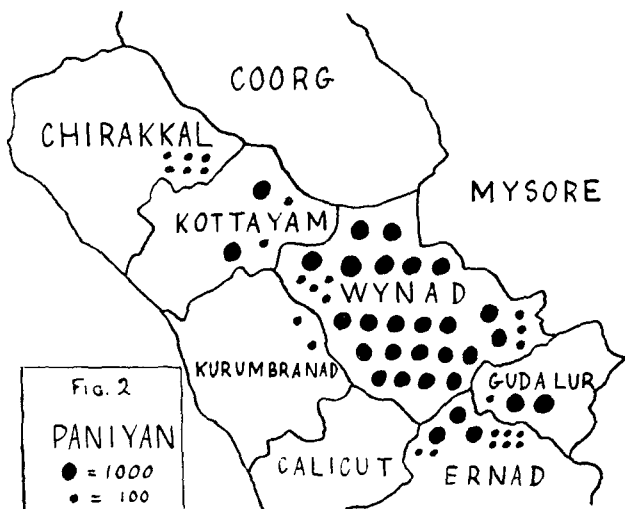 COORG
CHIRAKKAL
MYSORE
KOTTAYAM
WYNAD
KURUMBRANAD
GUDALUR
CALICUT
ERNAD
FIG. 2
PANIYAN
= 1000
= 100